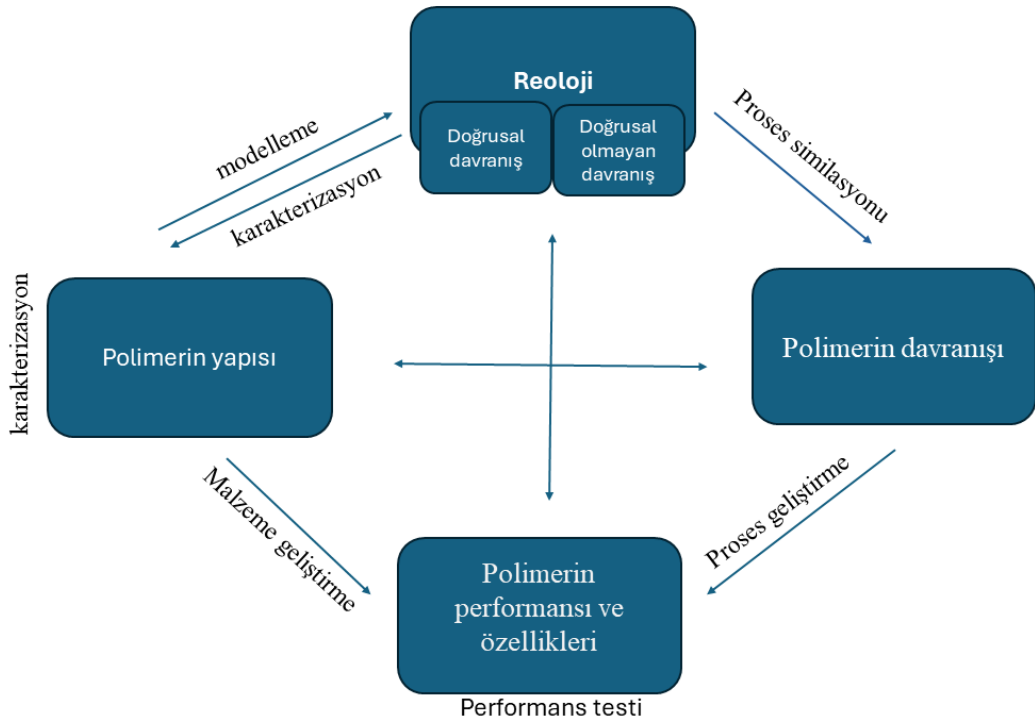 Reoloji
Doğrusal
davranış
Doğrusal
olmayan
davranış
modelleme
karakterizasyon
Proses similasyonu
karakterizasyon
Polimerin yapısı
Polimerin davranışı
Malzeme geliştirme
Proses geliştirme
Polimerin
performansı ve
özellikleri
Performans testi